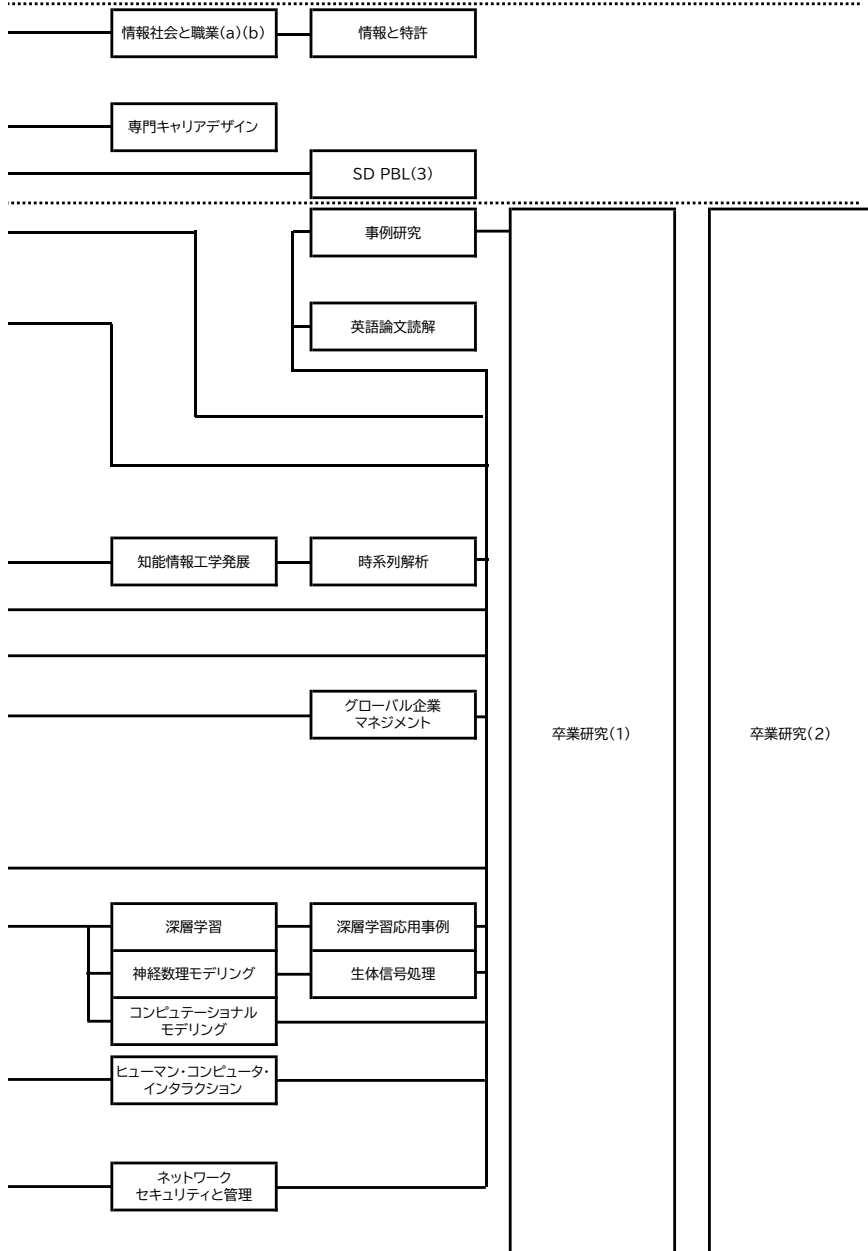 情報社会と職業(a)(b)
情報と特許
専門キャリアデザイン
SD PBL(3)
事例研究
英語論文読解
知能情報工学発展
時系列解析
グローバル企業
マネジメント
卒業研究(1)
卒業研究(2)
深層学習
深層学習応用事例
神経数理モデリング
生体信号処理
コンピュテーショナル
モデリング
ヒューマン・コンピュータ・
インタラクション
ネットワーク
セキュリティと管理